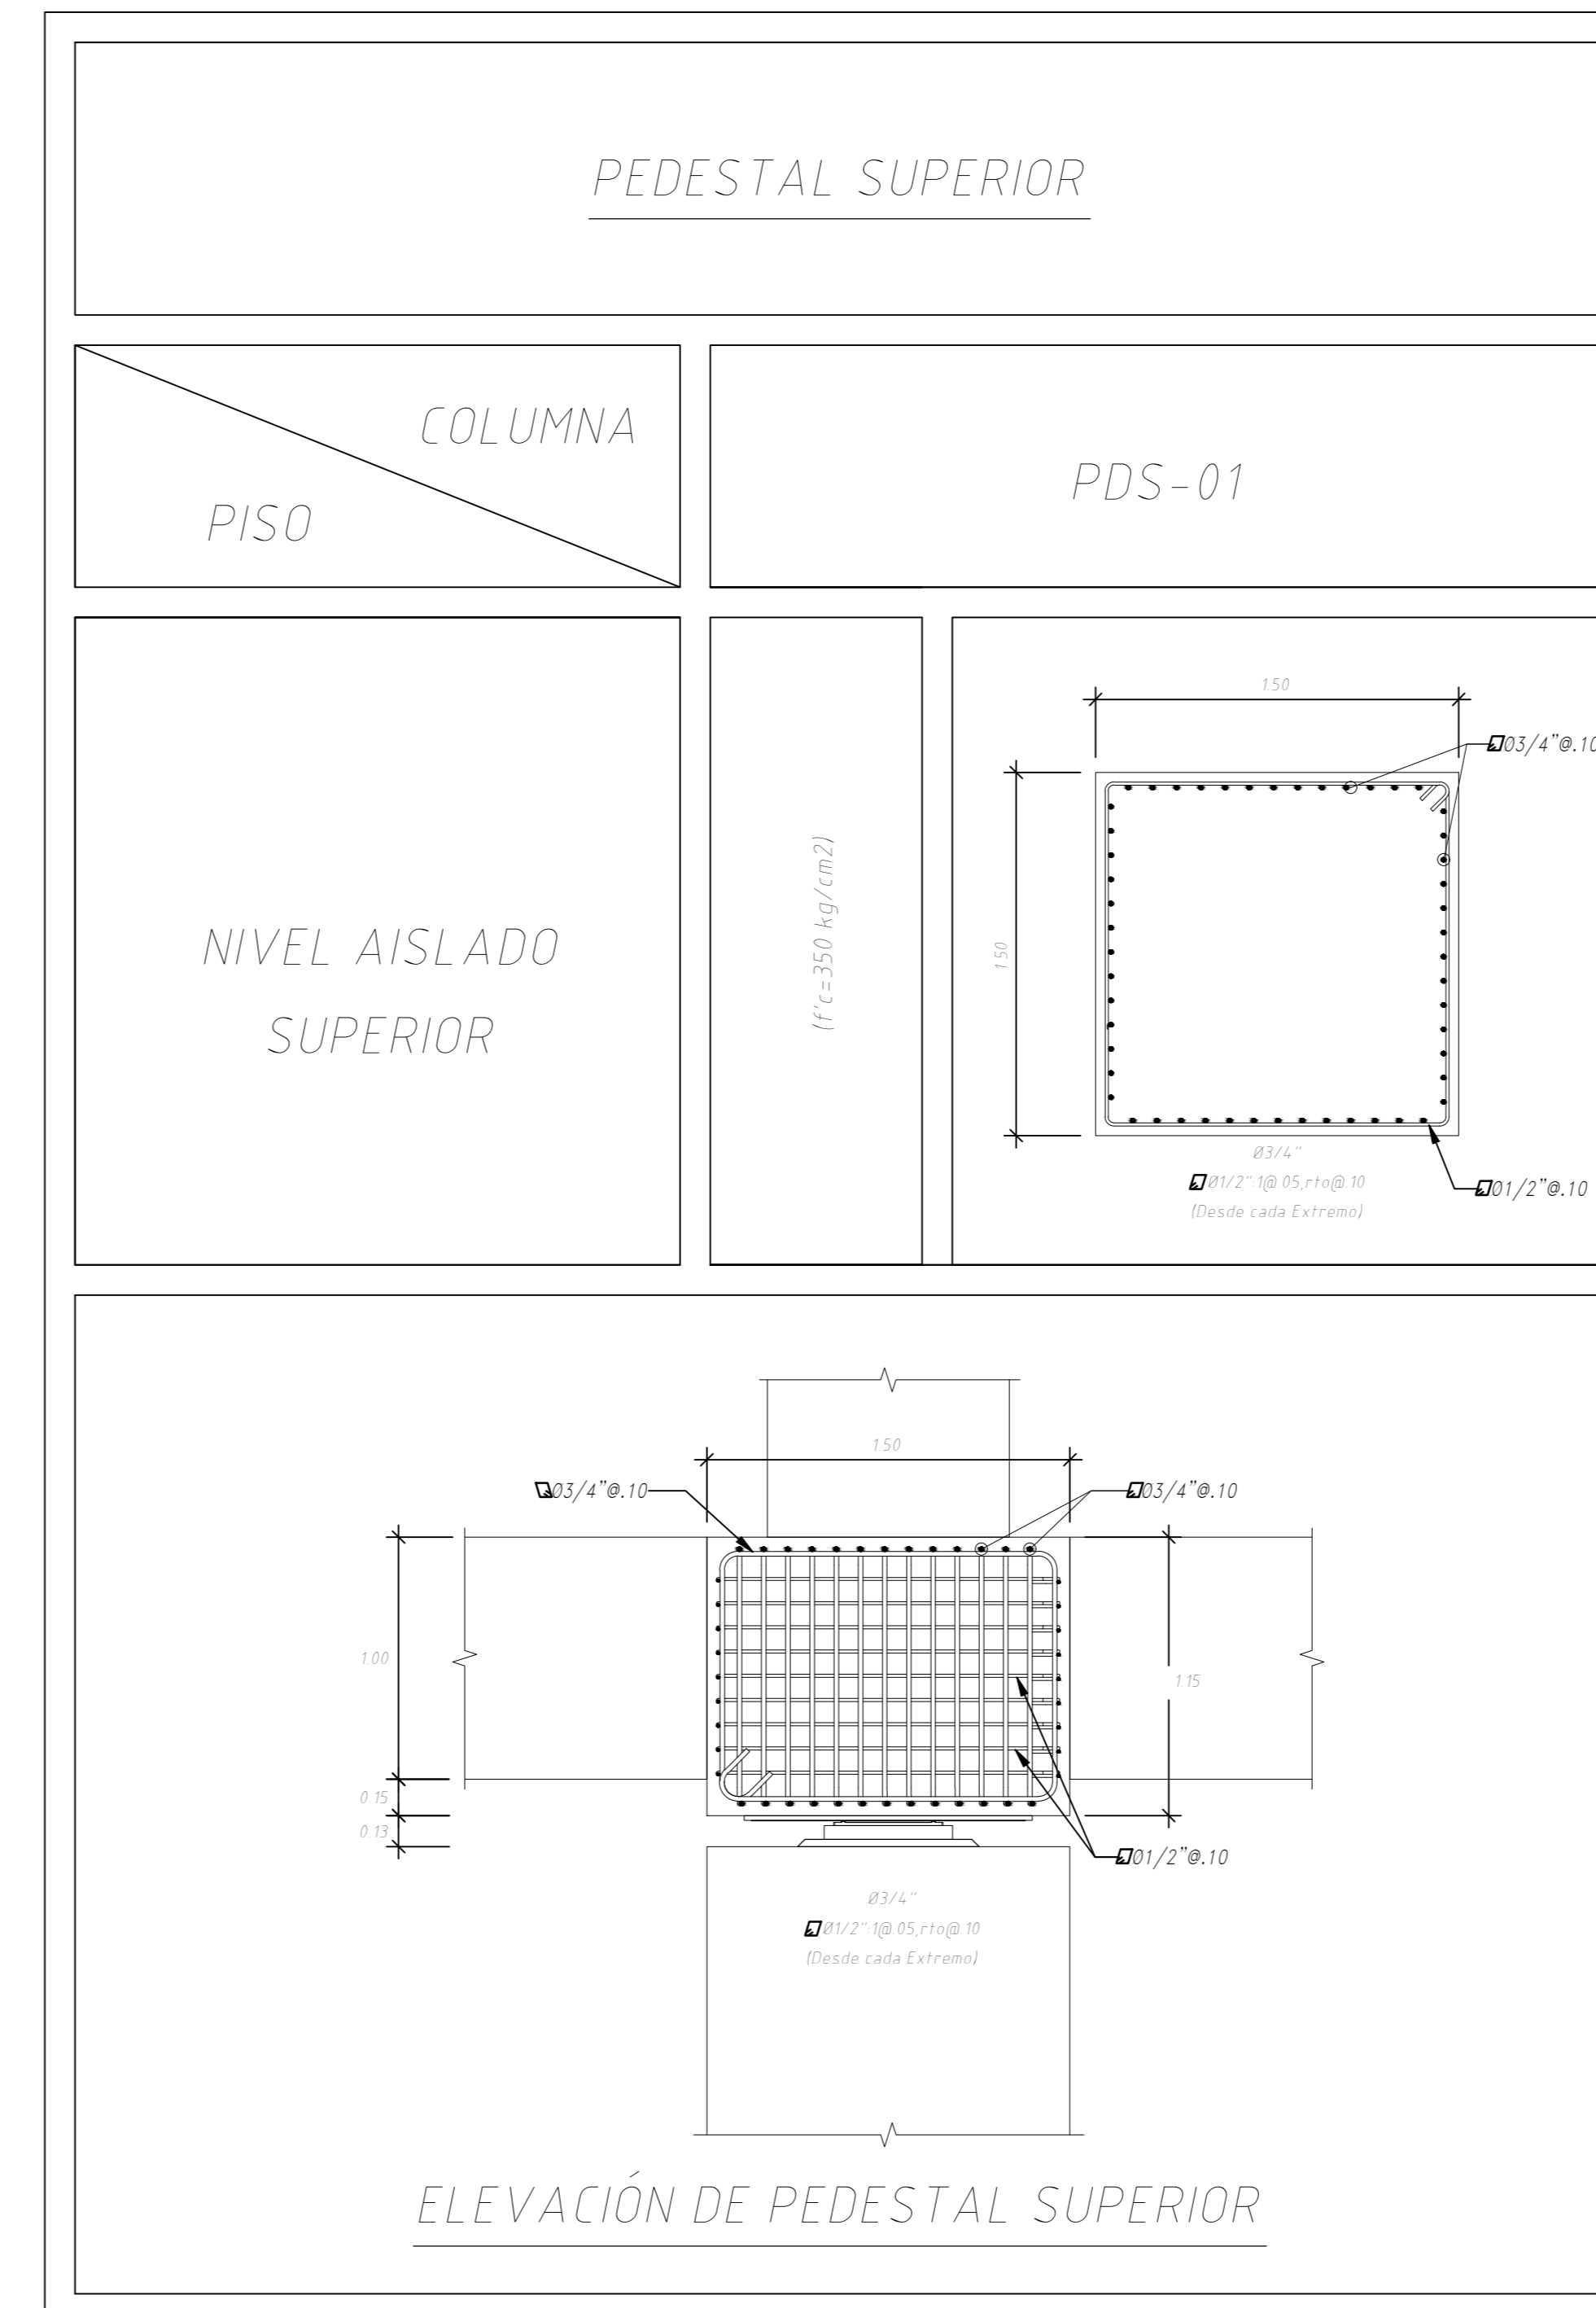 PEDESTAL SUPERIOR
COLUMNA
PISO
PDS-01
NIVEL AISLADO
SUPERIOR
(f'c=350 kg/cm2)
1.50
Ø3/4"@.10
1.50
Ø3/4"
Ø1/2":1@.05,rto@.10
(Desde cada Extremo)
Ø1/2"@.10
1.50
Ø3/4"@.10
Ø3/4"@.10
1.00
1.15
0.15
0.13
Ø1/2"@.10
Ø3/4"
Ø1/2":1@.05,rto@.10
(Desde cada Extremo)
ELEVACIÓN DE PEDESTAL SUPERIOR